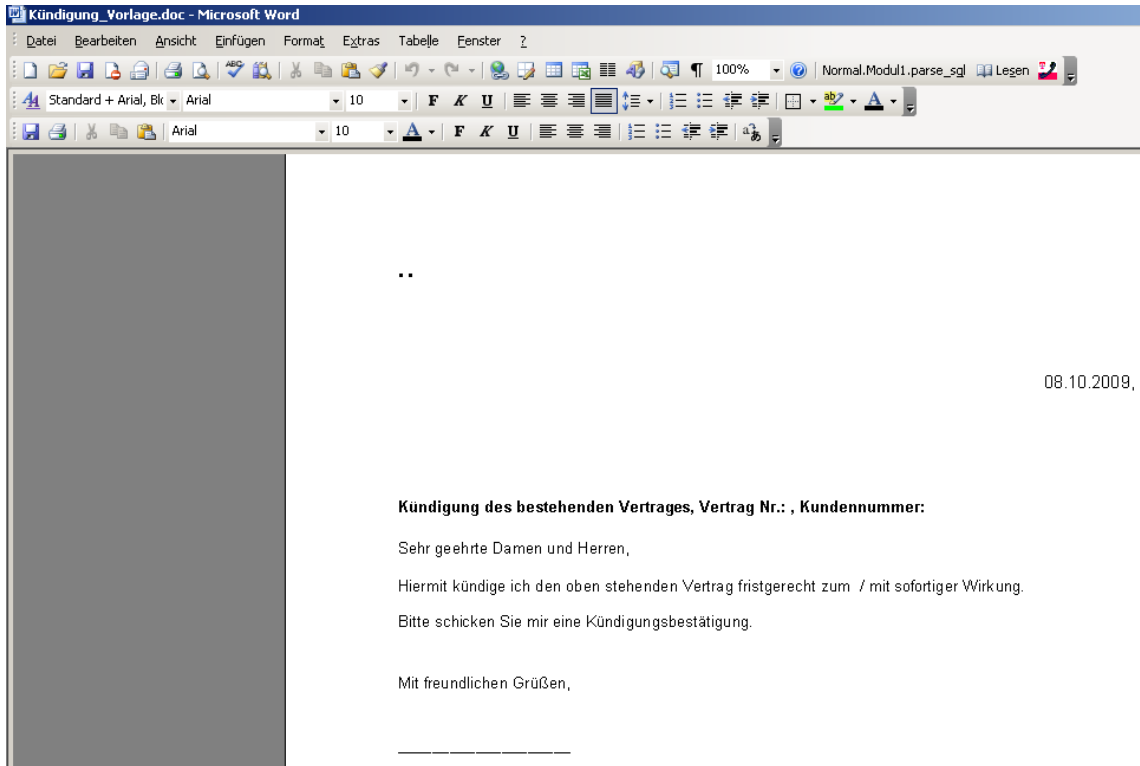 Kündigung_Vorlage.doc - Microsoft Word
Datei Bearbeiten Ansicht Einfügen Format Extras Tabelle Fenster ?
100% Normal.Modul1.parse_sql Lesen
Standard + Arial, Blc Arial 10 F K U
Arial 10 A F K U
..
08.10.2009,
Kündigung des bestehenden Vertrages, Vertrag Nr.: , Kundennummer:
Sehr geehrte Damen und Herren,
Hiermit kündige ich den oben stehenden Vertrag fristgerecht zum / mit sofortiger Wirkung.
Bitte schicken Sie mir eine Kündigungsbestätigung.
Mit freundlichen Grüßen,
____________________